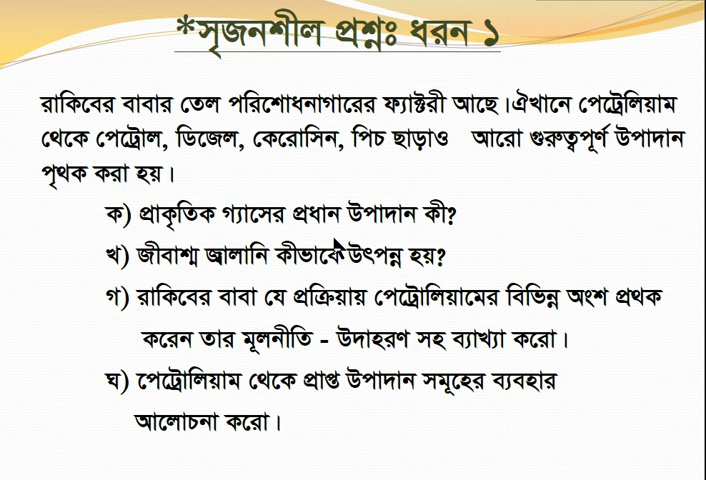 *সৃজনশীল প্রশ্নঃ ধরন ১
রাকিবের বাবার তেল পরিশোধনাগারের ফ্যাক্টরী আছে।ঐখানে পেট্রেলিয়াম
থেকে পেট্রোল, ডিজেল, কেরোসিন, পিচ ছাড়াও আরো গুরুত্বপূর্ণ উপাদান
পৃথক করা হয়।
ক) প্রাকৃতিক গ্যাসের প্রধান উপাদান কী?
খ) জীবাশ্ম জ্বালানি কীভাবে উৎপন্ন হয়?
গ) রাকিবের বাবা যে প্রক্রিয়ায় পেট্রোলিয়ামের বিভিন্ন অংশ প্রথক
করেন তার মূলনীতি - উদাহরণ সহ ব্যাখ্যা করো।
ঘ) পেট্রোলিয়াম থেকে প্রাপ্ত উপাদান সমূহের ব্যবহার
আলোচনা করো।